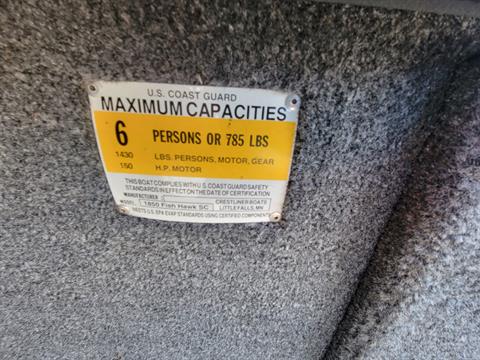 U.S. COAST GUARD
MAXIMUM CAPACITIES
6 PERSONS OR 785 LBS
1430 LBS. PERSONS, MOTOR, GEAR
150 H.P. MOTOR
THIS BOAT COMPLIES WITH U.S. COAST GUARD SAFETY
STANDARDS IN EFFECT ON THE DATE OF CERTIFICATION
MANUFACTURER
CRESTLINER BOATS
MODEL 1850 Fish Hawk SC LITTLE FALLS, MN
MEETS U.S. EPA EVAP STANDARDS USING CERTIFIED COMPONENTS